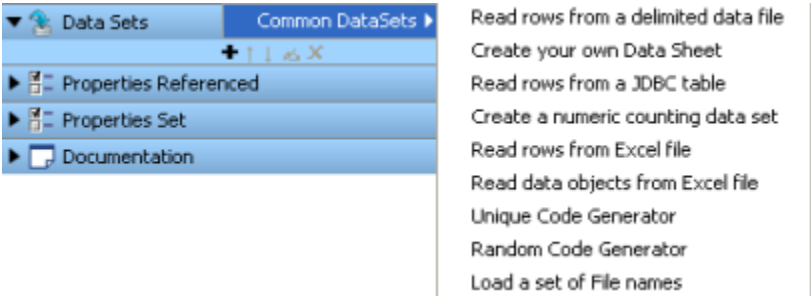 Data Sets
Common DataSets
Properties Referenced
Properties Set
Documentation
Read rows from a delimited data file
Create your own Data Sheet
Read rows from a JDBC table
Create a numeric counting data set
Read rows from Excel file
Read data objects from Excel file
Unique Code Generator
Random Code Generator
Load a set of File names